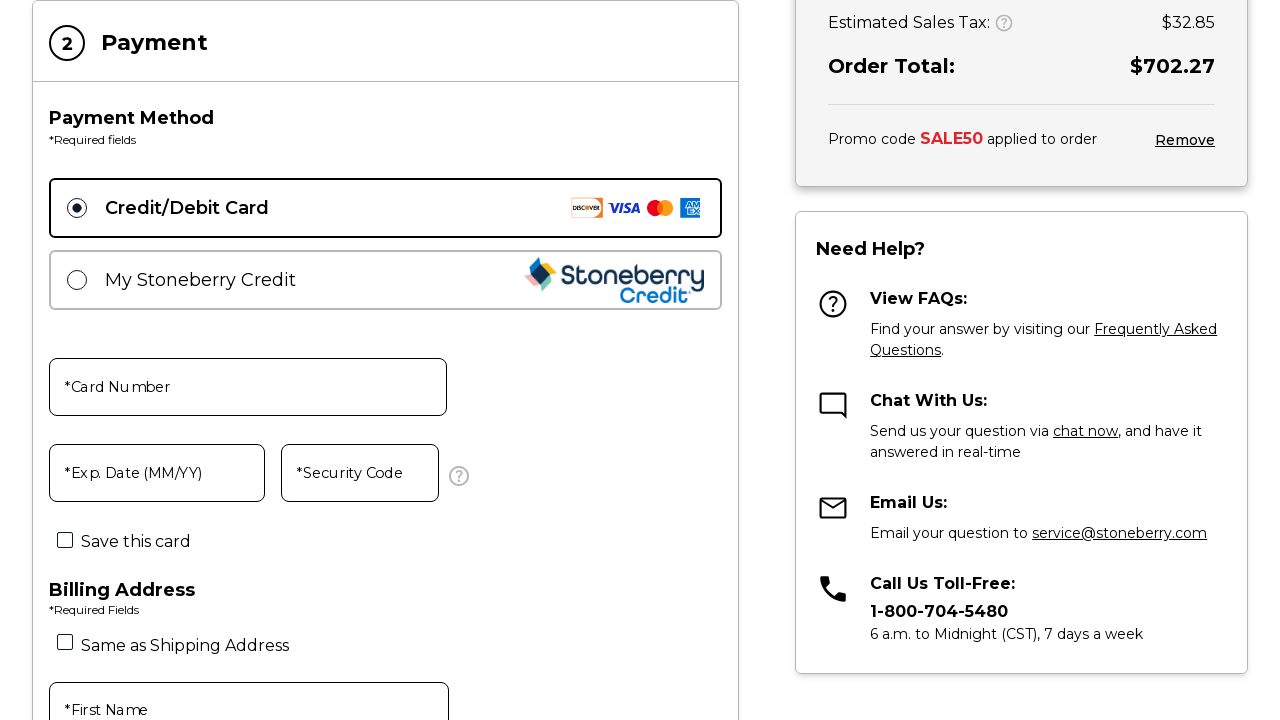 2 Payment
Payment Method
*Required fields
Credit/Debit Card DISCOVER VISA AM EX
My Stoneberry Credit Stoneberry Credit
*Card Number
*Exp. Date (MM/YY) *Security Code ?
Save this card
Billing Address
*Required Fields
Same as Shipping Address
*First Name
Estimated Sales Tax: ? $32.85
Order Total: $702.27
Promo code SALE50 applied to order Remove
Need Help?
View FAQs:
Find your answer by visiting our Frequently Asked
Questions.
Chat With Us:
Send us your question via chat now, and have it
answered in real-time
Email Us:
Email your question to service@stoneberry.com
Call Us Toll-Free:
1-800-704-5480
6 a.m. to Midnight (CST), 7 days a week